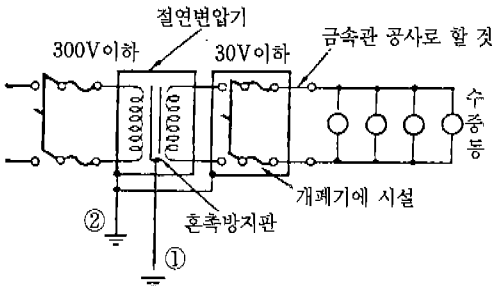 절연변압기
300V이하
30V이하
금속관 공사로 할 것
수중등
개폐기에 시설
혼촉방지판
②
①